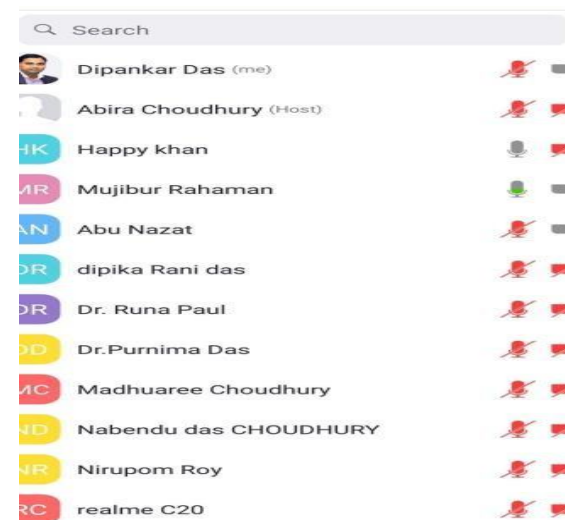 Search
Dipankar Das (me)
Abira Choudhury (Host)
HK Happy khan
MR Mujibur Rahaman
AN Abu Nazat
DR dipika Rani das
DR Dr. Runa Paul
DD Dr.Purnima Das
MC Madhuaree Choudhury
ND Nabendu das CHOUDHURY
NR Nirupom Roy
RC realme C20